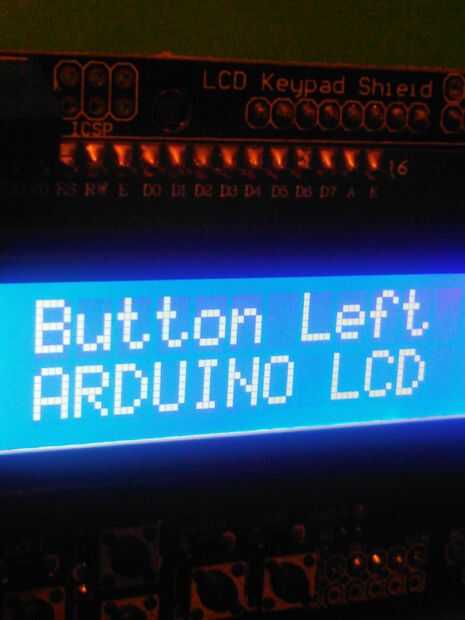 LCD Keypad Shield
ICSP
16
RS RW E D0 D1 D2 D3 D4 D5 D6 D7 A K
Button Left
ARDUINO LCD